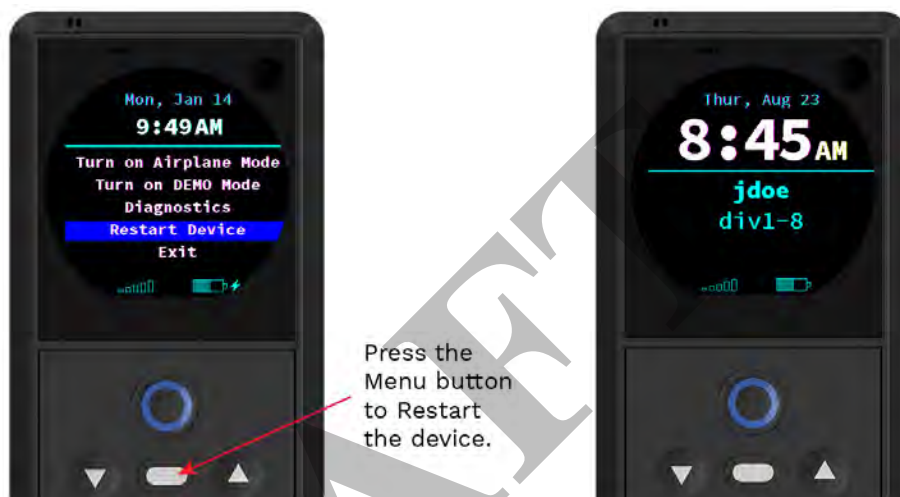 Mon, Jan 14
9:49AM
Turn on Airplane Mode
Turn on DEMO Mode
Diagnostics
Restart Device
Exit
Press the
Menu button
to Restart
the device.
Thur, Aug 23
8:45AM
jdoe
div1-8